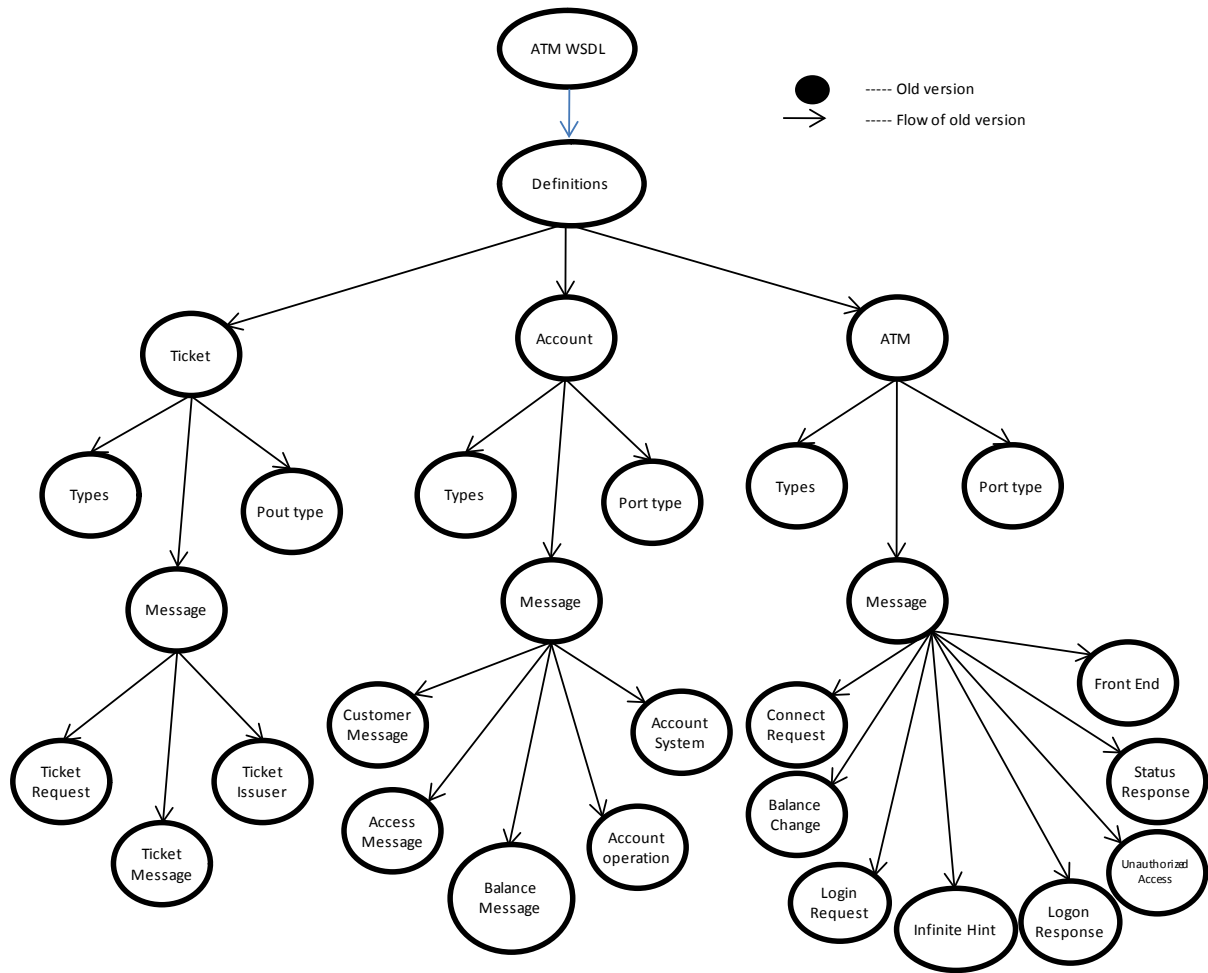 ATM WSDL
----- Old version
----- Flow of old version
Definitions
Ticket
Account
ATM
Types
Pout type
Types
Port type
Types
Port type
Message
Message
Message
Ticket
Request
Ticket
Message
Ticket
Issuser
Customer
Message
Access
Message
Balance
Message
Account
operation
Account
System
Connect
Request
Balance
Change
Login
Request
Infinite Hint
Logon
Response
Unauthorized
Access
Status
Response
Front End